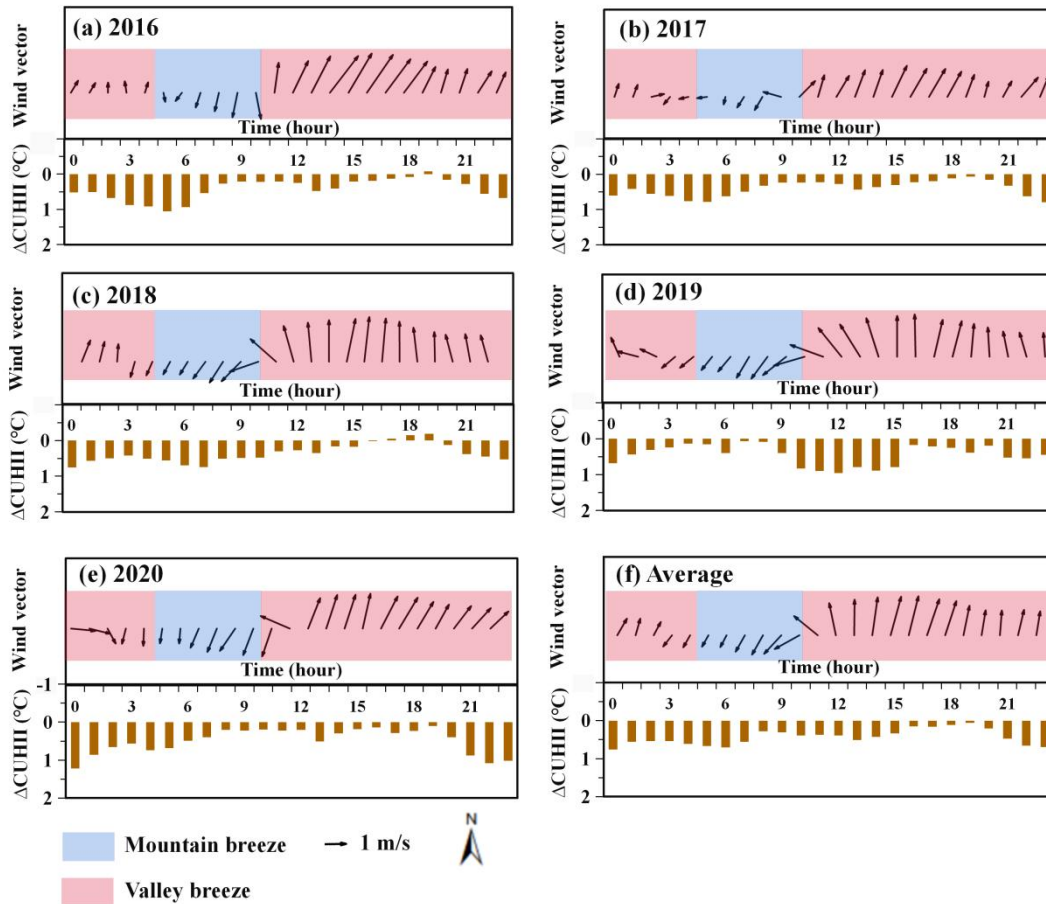 (a) 2016
Wind vector
Time (hour)
0 3 6 9 12 15 18 21
ΔCUHII (°C)
0
1
2
(b) 2017
Wind vector
Time (hour)
0 3 6 9 12 15 18 21
ΔCUHII (°C)
0
1
2
(c) 2018
Wind vector
Time (hour)
0 3 6 9 12 15 18 21
ΔCUHII (°C)
0
1
2
(d) 2019
Wind vector
Time (hour)
0 3 6 9 12 15 18 21
ΔCUHII (°C)
0
1
2
(e) 2020
Wind vector
Time (hour)
0 3 6 9 12 15 18 21
ΔCUHII (°C)
-1
0
1
2
(f) Average
Wind vector
Time (hour)
0 3 6 9 12 15 18 21
ΔCUHII (°C)
0
1
2
Mountain breeze
1 m/s
N
Valley breeze